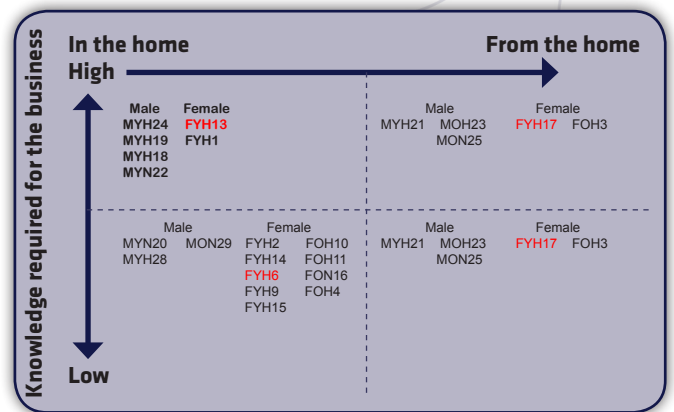 Knowledge required for the business
In the home From the home
High
Male Female
MYH24 FYH13
MYH19 FYH1
MYH18
MYN22
Male Female
MYH21 MOH23 FYH17 FOH3
MON25
Male Female
MYN20 MON29 FYH2 FOH10
MYH28 FYH14 FOH11
FYH6 FON16
FYH9 FOH4
FYH15
Male Female
MYH21 MOH23 FYH17 FOH3
MON25
Low